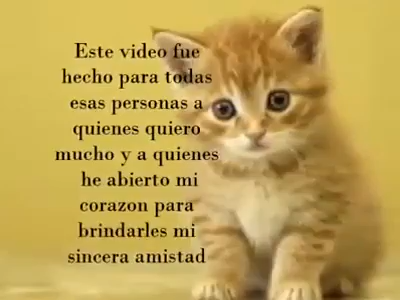 Este video fue
hecho para todas
esas personas a
quienes quiero
mucho y a quienes
he abierto mi
corazon para
brindarles mi
sincera amistad